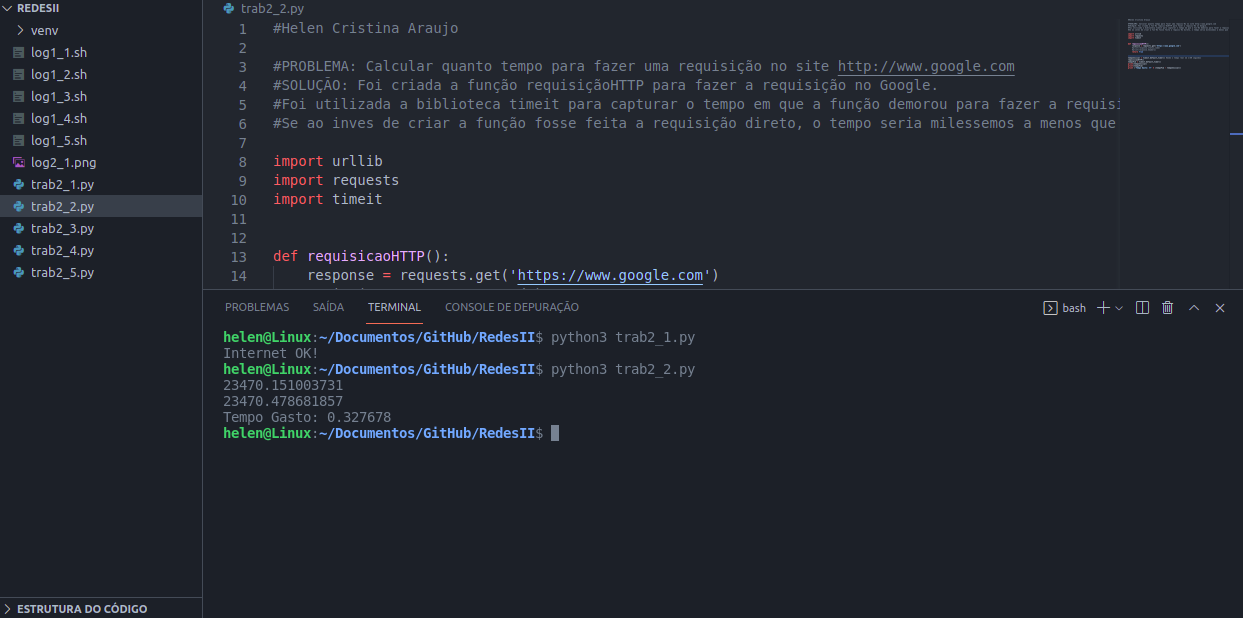 REDESII
venv
log1_1.sh
log1_2.sh
log1_3.sh
log1_4.sh
log1_5.sh
log2_1.png
trab2_1.py
trab2_2.py
trab2_3.py
trab2_4.py
trab2_5.py
ESTRUTURA DO CÓDIGO
trab2_2.py
1 #Helen Cristina Araujo
2
3 #PROBLEMA: Calcular quanto tempo para fazer uma requisição no site http://www.google.com
4 #SOLUÇÃO: Foi criada a função requisiçãoHTTP para fazer a requisição no Google.
5 #Foi utilizada a biblioteca timeit para capturar o tempo em que a função demorou para fazer a requisi
6 #Se ao inves de criar a função fosse feita a requisição direto, o tempo seria milessemos a menos que
7
8 import urllib
9 import requests
10 import timeit
11
12
13 def requisicaoHTTP():
14 response = requests.get('https://www.google.com')
PROBLEMAS SAÍDA TERMINAL CONSOLE DE DEPURAÇÃO bash
helen@Linux:~/Documentos/GitHub/RedesII$ python3 trab2_1.py
Internet OK!
helen@Linux:~/Documentos/GitHub/RedesII$ python3 trab2_2.py
23470.151003731
23470.478681857
Tempo Gasto: 0.327678
helen@Linux:~/Documentos/GitHub/RedesII$